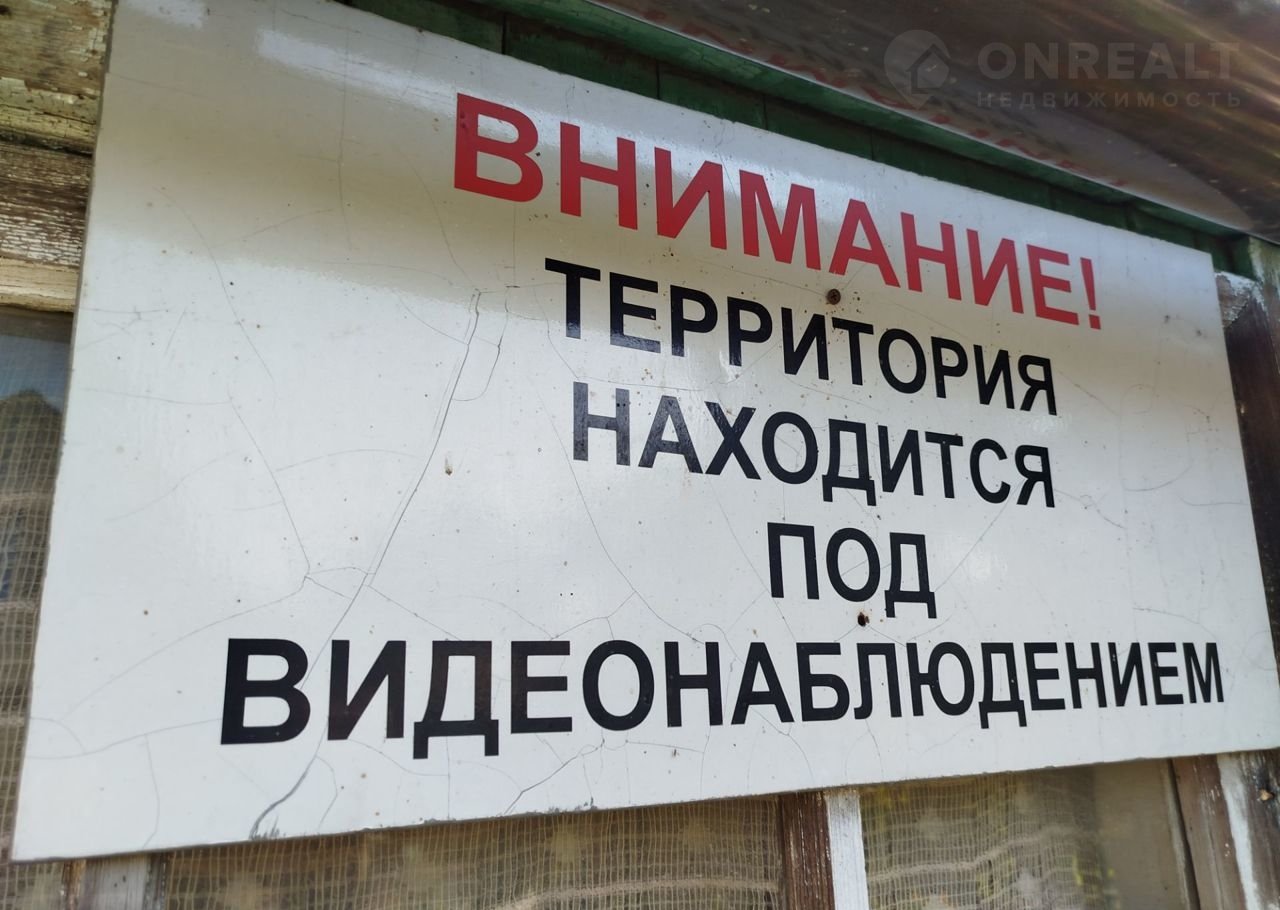 ONREALT
НЕДВИЖИМОСТЬ
ВНИМАНИЕ!
ТЕРРИТОРИЯ
НАХОДИТСЯ
ПОД
ВИДЕОНАБЛЮДЕНИЕМ